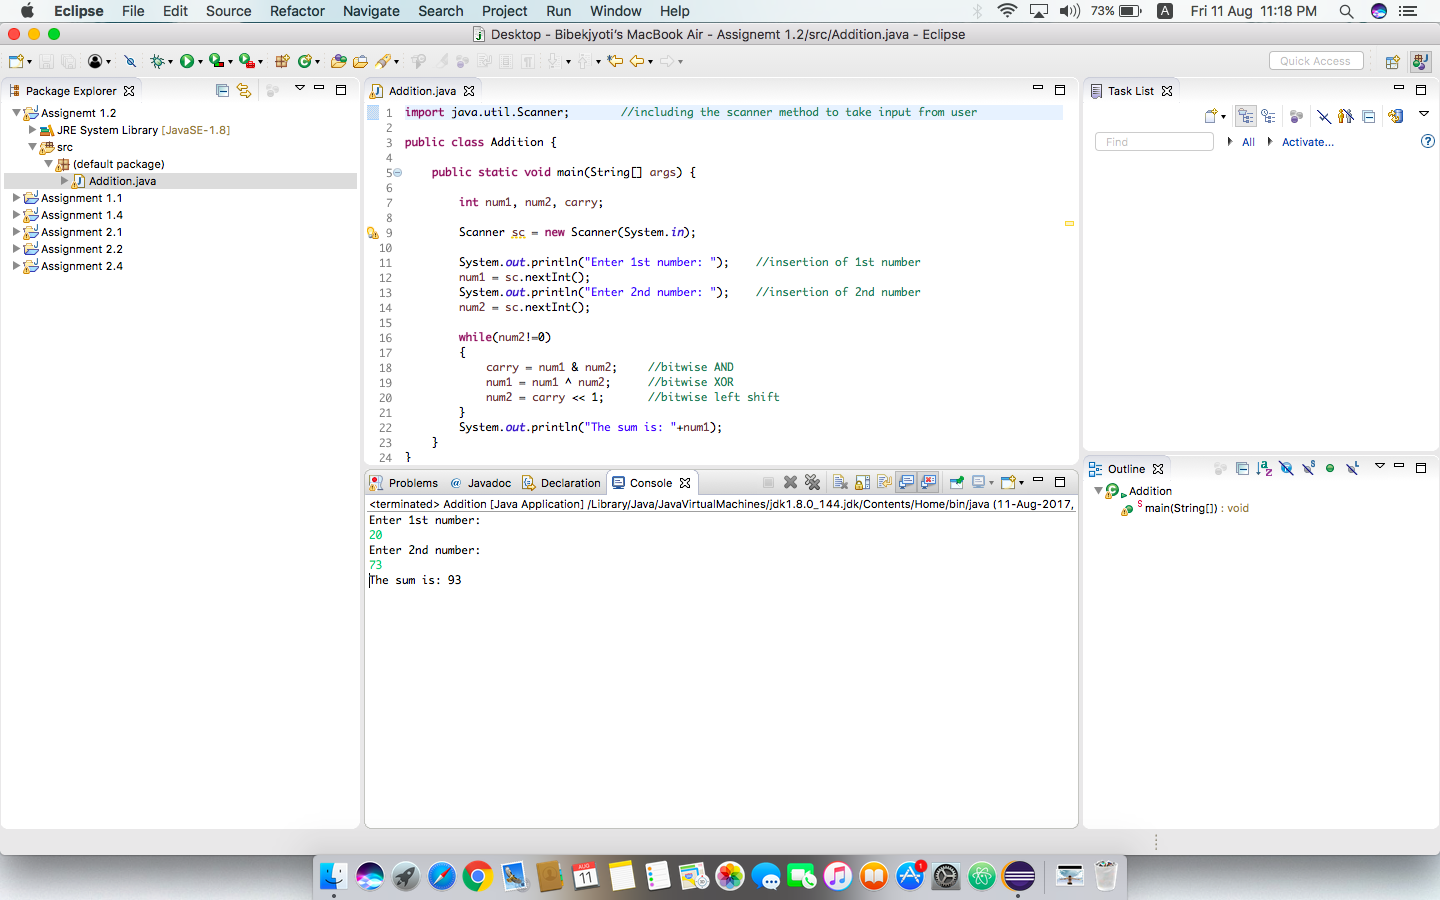 Eclipse File Edit Source Refactor Navigate Search Project Run Window Help 73% A Fri 11 Aug 11:18 PM
Desktop - Bibekjyoti's MacBook Air - Assignemt 1.2/src/Addition.java - Eclipse
Quick Access
Package Explorer
Assignemt 1.2
JRE System Library [JavaSE-1.8]
src
(default package)
Addition.java
Assignment 1.1
Assignment 1.4
Assignment 2.1
Assignment 2.2
Assignment 2.4
Addition.java
1 import java.util.Scanner; //including the scanner method to take input from user
2
3 public class Addition {
4
5 public static void main(String[] args) {
6
7 int num1, num2, carry;
8
9 Scanner sc = new Scanner(System.in);
10
11 System.out.println("Enter 1st number: "); //insertion of 1st number
12 num1 = sc.nextInt();
13 System.out.println("Enter 2nd number: "); //insertion of 2nd number
14 num2 = sc.nextInt();
15
16 while(num2!=0)
17 {
18 carry = num1 & num2; //bitwise AND
19 num1 = num1 ^ num2; //bitwise XOR
20 num2 = carry << 1; //bitwise left shift
21 }
22 System.out.println("The sum is: "+num1);
23 }
24 }
Problems @ Javadoc Declaration Console
<terminated> Addition [Java Application] /Library/Java/JavaVirtualMachines/jdk1.8.0_144.jdk/Contents/Home/bin/java (11-Aug-2017,
Enter 1st number:
20
Enter 2nd number:
73
The sum is: 93
Task List
Find All Activate...
Outline
Addition
main(String[]) : void
AUG
11
1